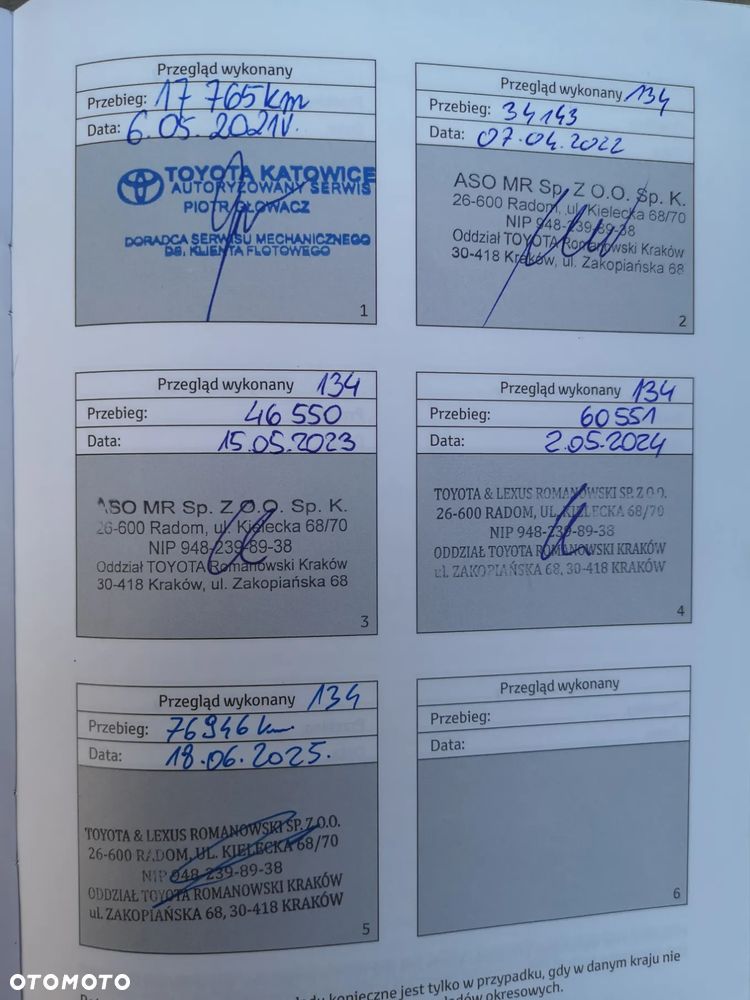 Przegląd wykonany
Przebieg: 17 765 km
Data: 6.05.2021r.
TOYOTA KATOWICE
AUTORYZOWANY SERWIS
PIOTR GŁOWACZ
DORADCA SERWISU MECHANICZNEGO
DS. KLIENTA FLOTOWEGO
1
Przegląd wykonany 134
Przebieg: 34143
Data: 07.04.2022
ASO MR Sp. Z O.O. Sp. K.
26-600 Radom, ul. Kielecka 68/70
NIP 948-239-89-38
Oddział TOYOTA Romanowski Kraków
30-418 Kraków, ul. Zakopiańska 68
2
Przegląd wykonany 134
Przebieg: 46 550
Data: 15.05.2023
ASO MR Sp. Z O.O. Sp. K.
26-600 Radom, ul. Kielecka 68/70
NIP 948-239-89-38
Oddział TOYOTA Romanowski Kraków
30-418 Kraków, ul. Zakopiańska 68
3
Przegląd wykonany 134
Przebieg: 60551
Data: 2.05.2024
TOYOTA & LEXUS ROMANOWSKI SP. Z O.O.
26-600 RADOM, UL. KIELECKA 68/70
NIP 948-239-89-38
ODDZIAŁ TOYOTA ROMANOWSKI KRAKÓW
ul. ZAKOPIAŃSKA 68, 30-418 KRAKÓW
4
Przegląd wykonany 134
Przebieg: 76946 km
Data: 18.06.2025.
TOYOTA & LEXUS ROMANOWSKI SP. Z O.O.
26-600 RADOM, UL. KIELECKA 68/70
NIP 948-239-89-38
ODDZIAŁ TOYOTA ROMANOWSKI KRAKÓW
ul. ZAKOPIAŃSKA 68, 30-418 KRAKÓW
5
Przegląd wykonany
Przebieg:
Data:
6
konieczne jest tylko w przypadku, gdy w danym kraju nie
okresowych.
OTOMOTO